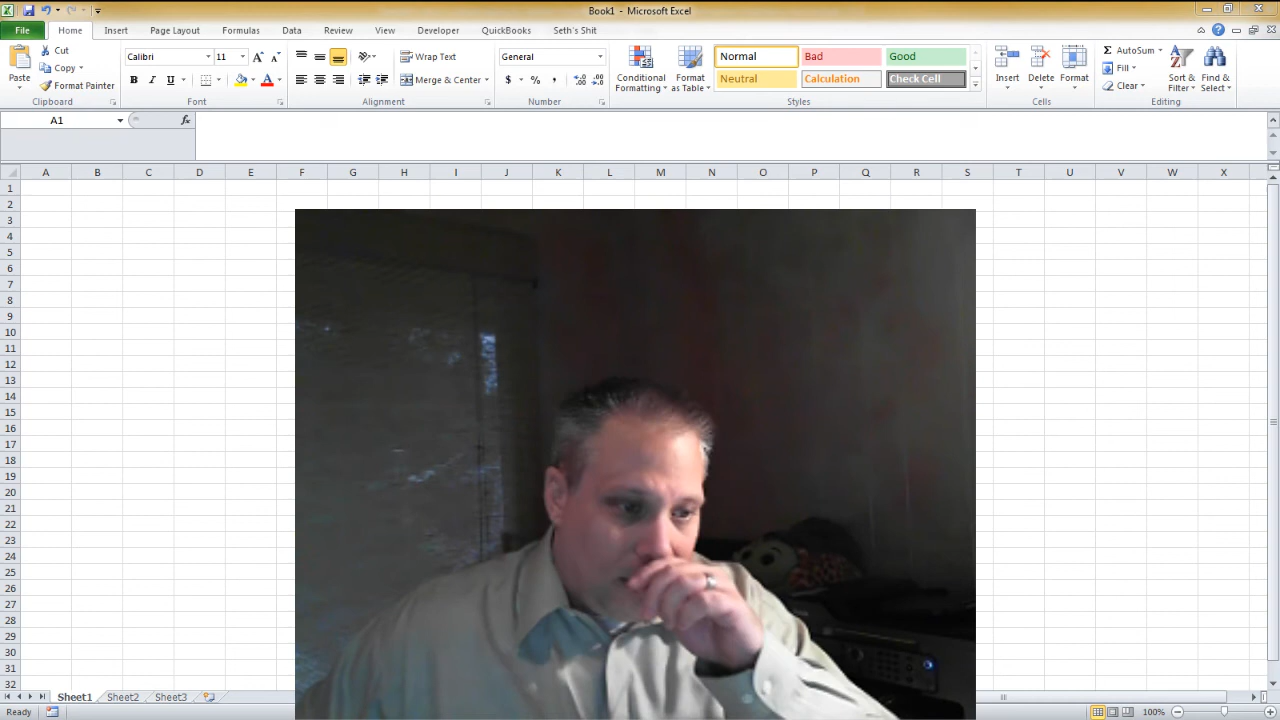 Book1 - Microsoft Excel
File Home Insert Page Layout Formulas Data Review View Developer QuickBooks Seth's Shit
Cut
Copy
Format Painter
Paste
Clipboard
Calibri 11
B I U
Font
Wrap Text
Merge & Center
Alignment
General
$ % ,
Number
Conditional Formatting
Format as Table
Normal Bad Good
Neutral Calculation Check Cell
Styles
Insert Delete Format
Cells
AutoSum
Fill
Clear
Sort & Filter
Find & Select
Editing
A1 fx
A B C D E F G H I J K L M N O P Q R S T U V W X
1
2
3
4
5
6
7
8
9
10
11
12
13
14
15
16
17
18
19
20
21
22
23
24
25
26
27
28
29
30
31
32
Sheet1 Sheet2 Sheet3
Ready 100%